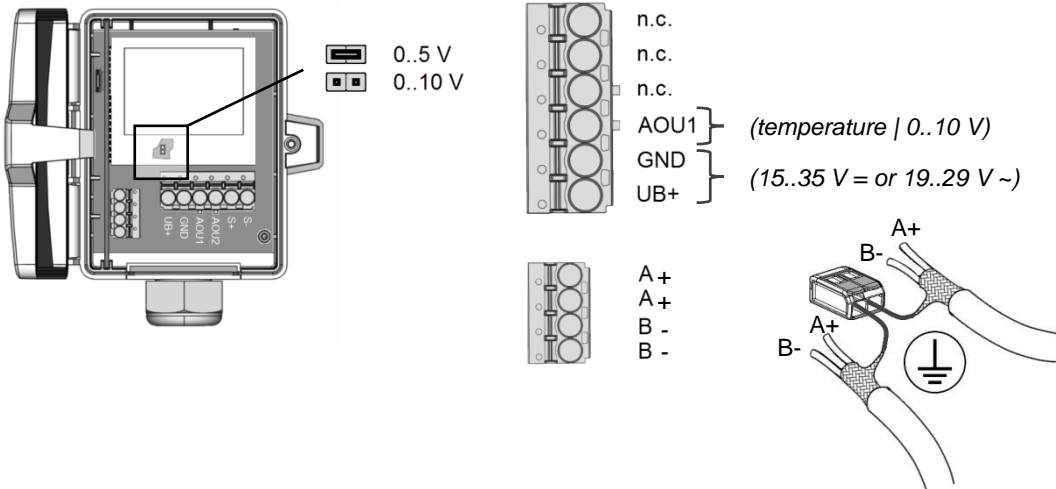 0..5 V
0..10 V
UB+
GND
AOU1
AOU2
S+
S-
n.c.
n.c.
n.c.
AOU1 (temperature | 0..10 V)
GND
UB+ (15..35 V = or 19..29 V ~)
A+
A+
B -
B -
A+
B-
A+
B-